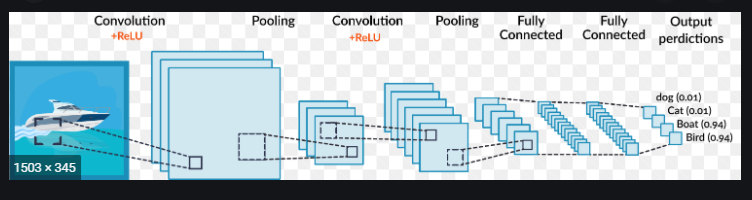 Convolution
+ReLU
Pooling
Convolution
+ReLU
Pooling
Fully
Connected
Fully
Connected
Output
perdictions
dog (0.01)
Cat (0.01)
Boat (0.94)
Bird (0.94)
1503 × 345